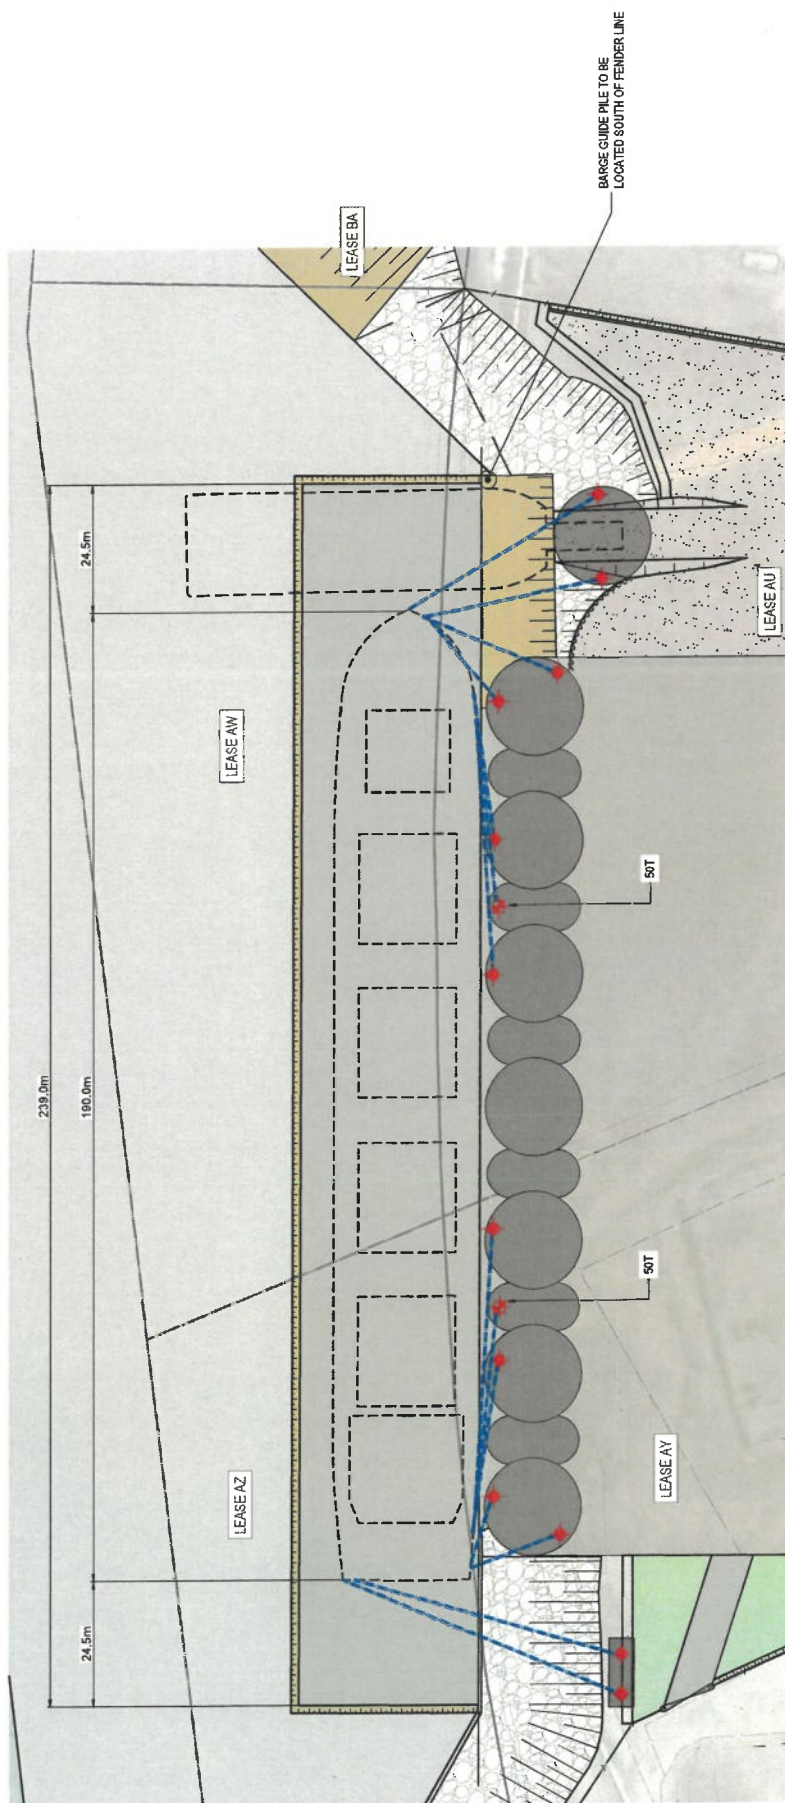 239.0m
24.5m
190.0m
24.5m
LEASE AZ
LEASE AW
LEASE BA
BARGE GUIDE PILE TO BE
LOCATED SOUTH OF FENDER LINE
50T
50T
LEASE AY
LEASE AU